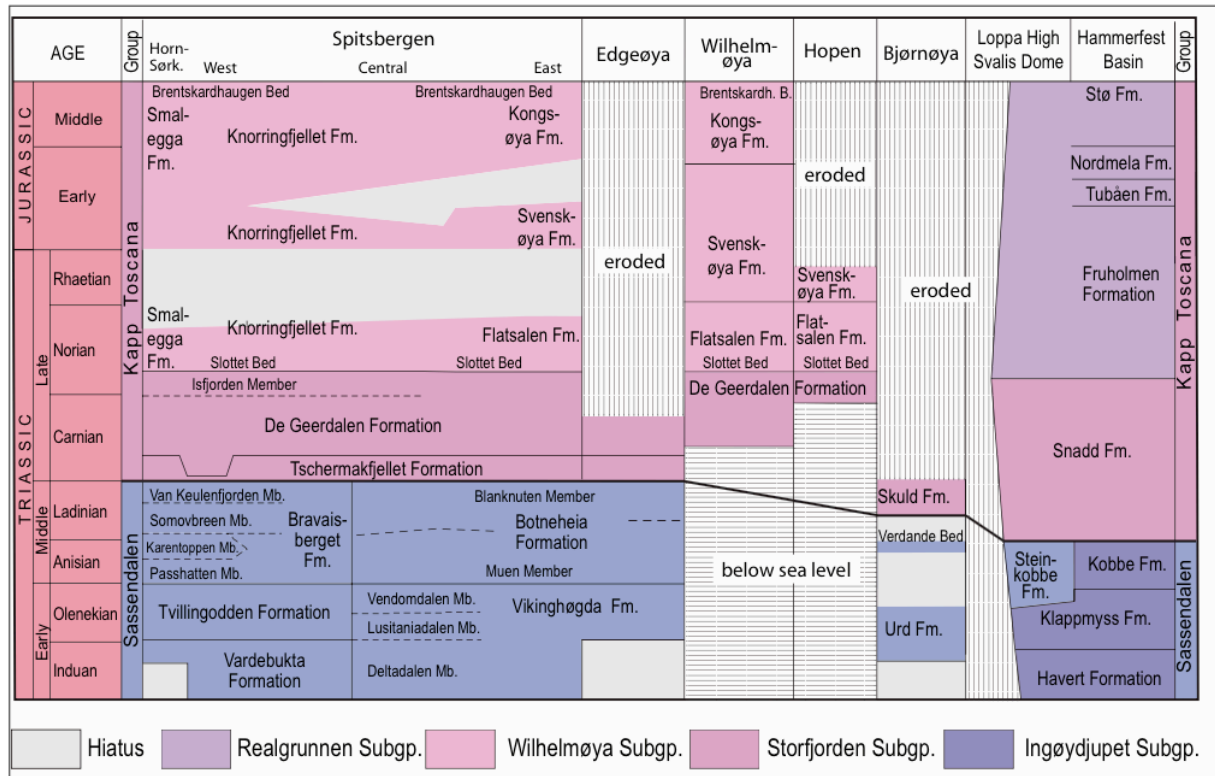 AGE
Group
Horn-
Sørk.
West
Spitsbergen
Central
East
Edgeøya
Wilhelm-
øya
Hopen
Bjørnøya
Loppa High
Svalis Dome
Hammerfest
Basin
Group
JURASSIC
Middle
Early
TRIASSIC
Late
Rhaetian
Norian
Carnian
Middle
Ladinian
Anisian
Early
Olenekian
Induan
Kapp Toscana
Sassendalen
Brentskardhaugen Bed
Brentskardhaugen Bed
Smal-
egga
Fm.
Knorringfjellet Fm.
Kongs-
øya Fm.
Knorringfjellet Fm.
Svensk-
øya Fm.
Smal-
egga
Fm.
Knorringfjellet Fm.
Flatsalen Fm.
Slottet Bed
Slottet Bed
Isfjorden Member
De Geerdalen Formation
Tschermakfjellet Formation
Van Keulenfjorden Mb.
Somovbreen Mb.
Karentoppen Mb.
Passhatten Mb.
Bravais-
berget
Fm.
Blanknuten Member
Botneheia
Formation
Muen Member
Tvillingodden Formation
Vendomdalen Mb.
Lusitaniadalen Mb.
Vikinghøgda Fm.
Vardebukta
Formation
Deltadalen Mb.
eroded
Brentskardh. B.
Kongs-
øya Fm.
Svensk-
øya Fm.
Flatsalen Fm.
Slottet Bed
De Geerdalen Formation
eroded
Svensk-
øya Fm.
Flat-
salen Fm.
Slottet Bed
below sea level
eroded
Skuld Fm.
Verdande Bed
Urd Fm.
Stø Fm.
Nordmela Fm.
Tubåen Fm.
Fruholmen
Formation
Snadd Fm.
Stein-
kobbe
Fm.
Kobbe Fm.
Klappmyss Fm.
Havert Formation
Kapp Toscana
Sassendalen
Hiatus
Realgrunnen Subgp.
Wilhelmøya Subgp.
Storfjorden Subgp.
Ingøydjupet Subgp.